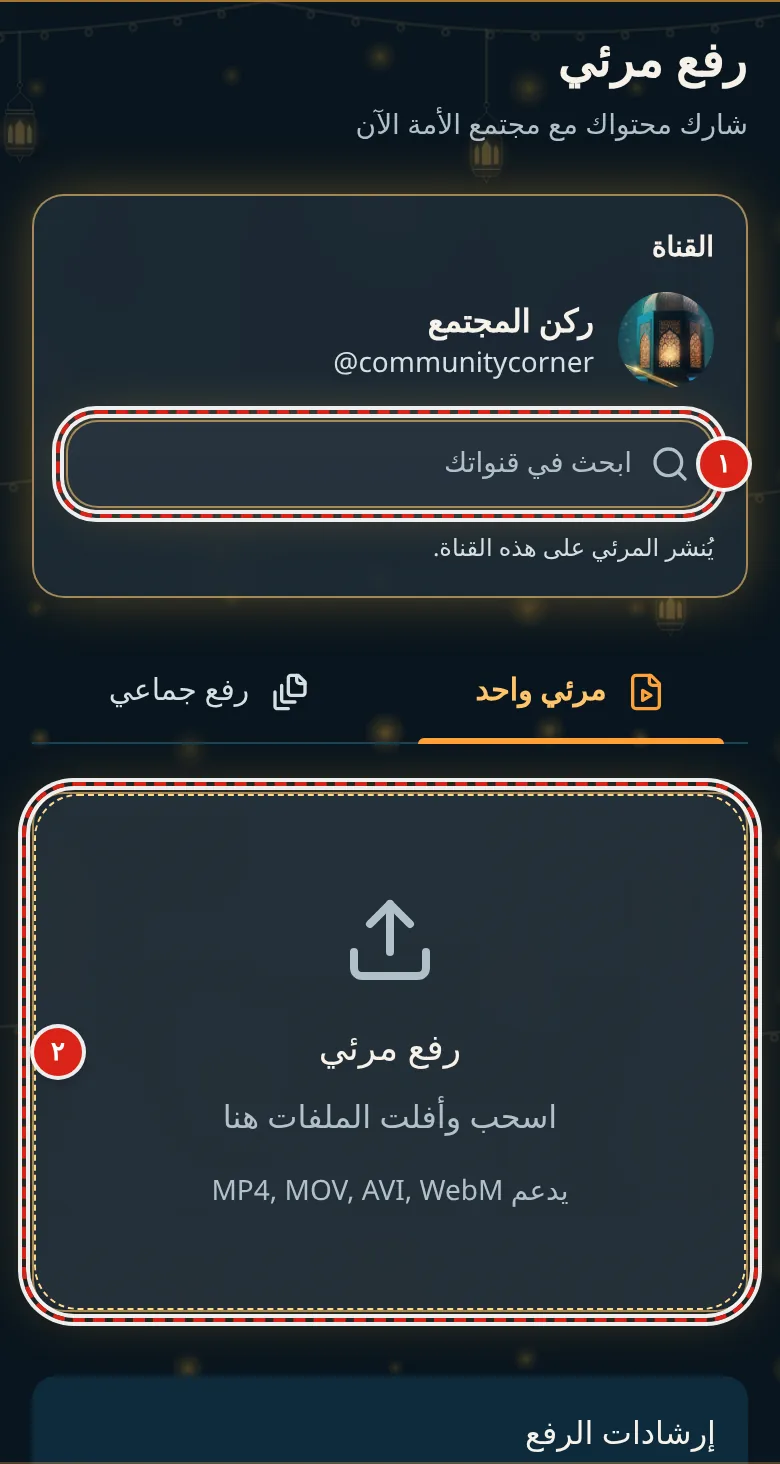 رفع مرئي
شارك محتواك مع مجتمع الأمة الآن
القناة
ركن المجتمع
@communitycorner
ابحث في قنواتك
١
يُنشر المرئي على هذه القناة.
مرئي واحد
رفع جماعي
رفع مرئي
٢
اسحب وأفلت الملفات هنا
يدعم MP4, MOV, AVI, WebM
إرشادات الرفع